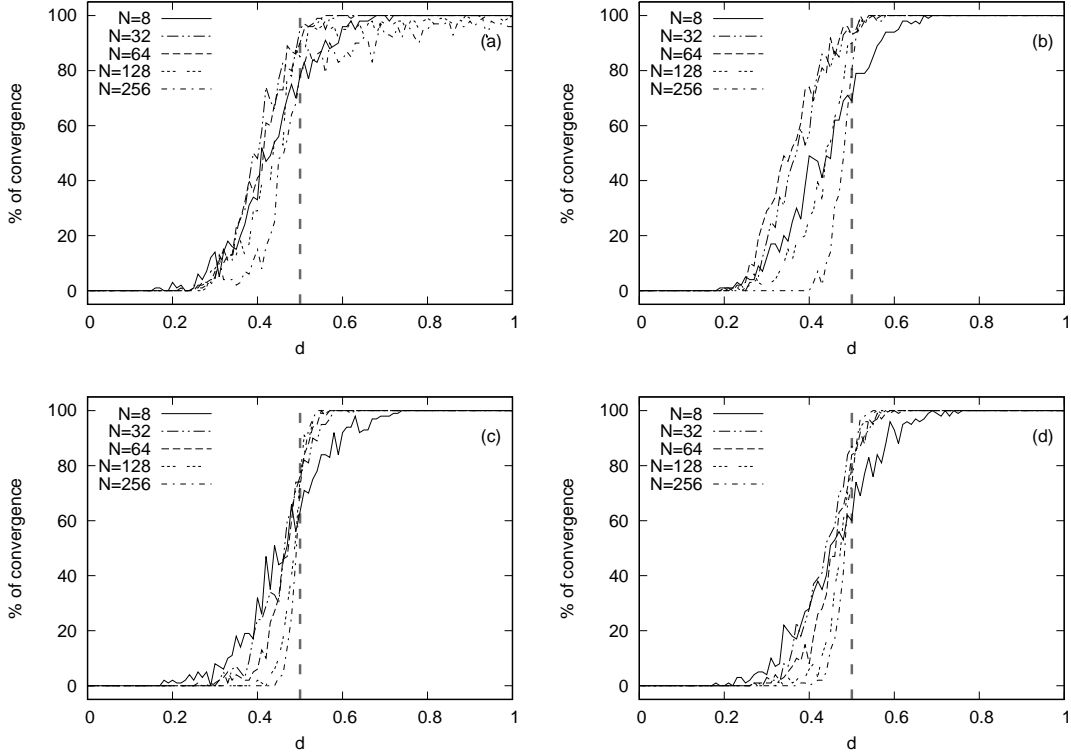 100
80
60
40
20
0
% of convergence
N=8
N=32
N=64
N=128
N=256
(a)
0 0.2 0.4 0.6 0.8 1
d
100
80
60
40
20
0
% of convergence
N=8
N=32
N=64
N=128
N=256
(b)
0 0.2 0.4 0.6 0.8 1
d
100
80
60
40
20
0
% of convergence
N=8
N=32
N=64
N=128
N=256
(c)
0 0.2 0.4 0.6 0.8 1
d
100
80
60
40
20
0
% of convergence
N=8
N=32
N=64
N=128
N=256
(d)
0 0.2 0.4 0.6 0.8 1
d